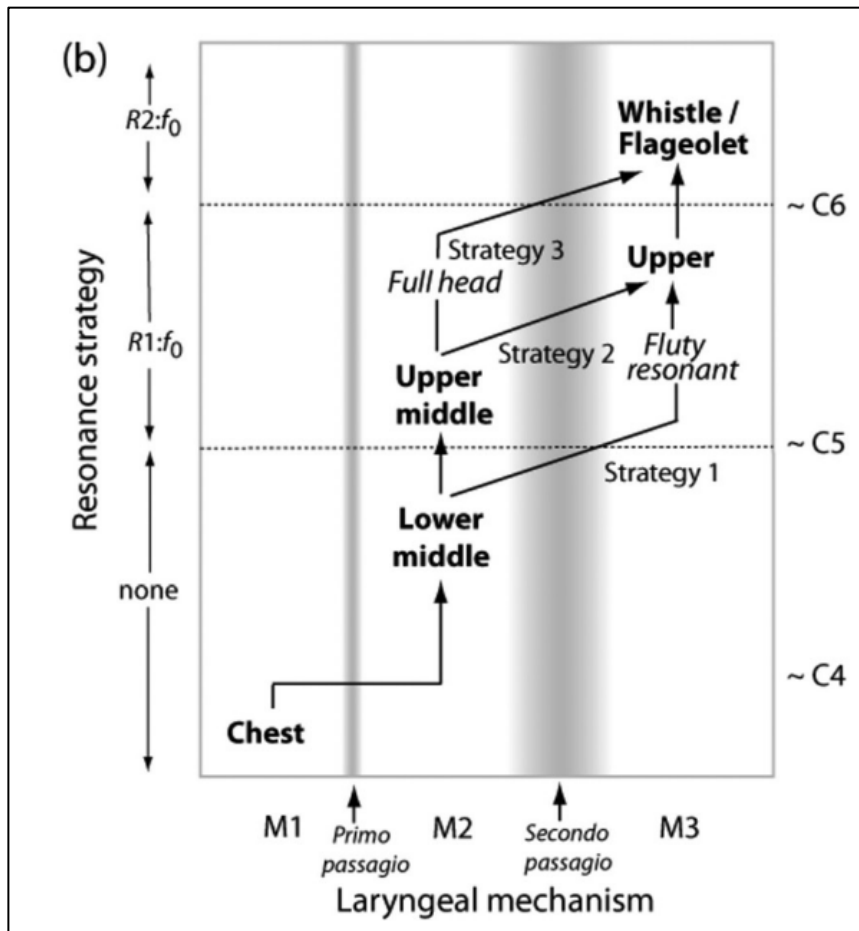 (b)
R2:f0
Whistle /
Flageolet
~ C6
Strategy 3
Upper
Full head
Resonance strategy
R1:f0
Strategy 2
Fluty
resonant
Upper
middle
~ C5
Strategy 1
Lower
middle
none
~ C4
Chest
M1
Primo
passagio
M2
Secondo
passagio
M3
Laryngeal mechanism